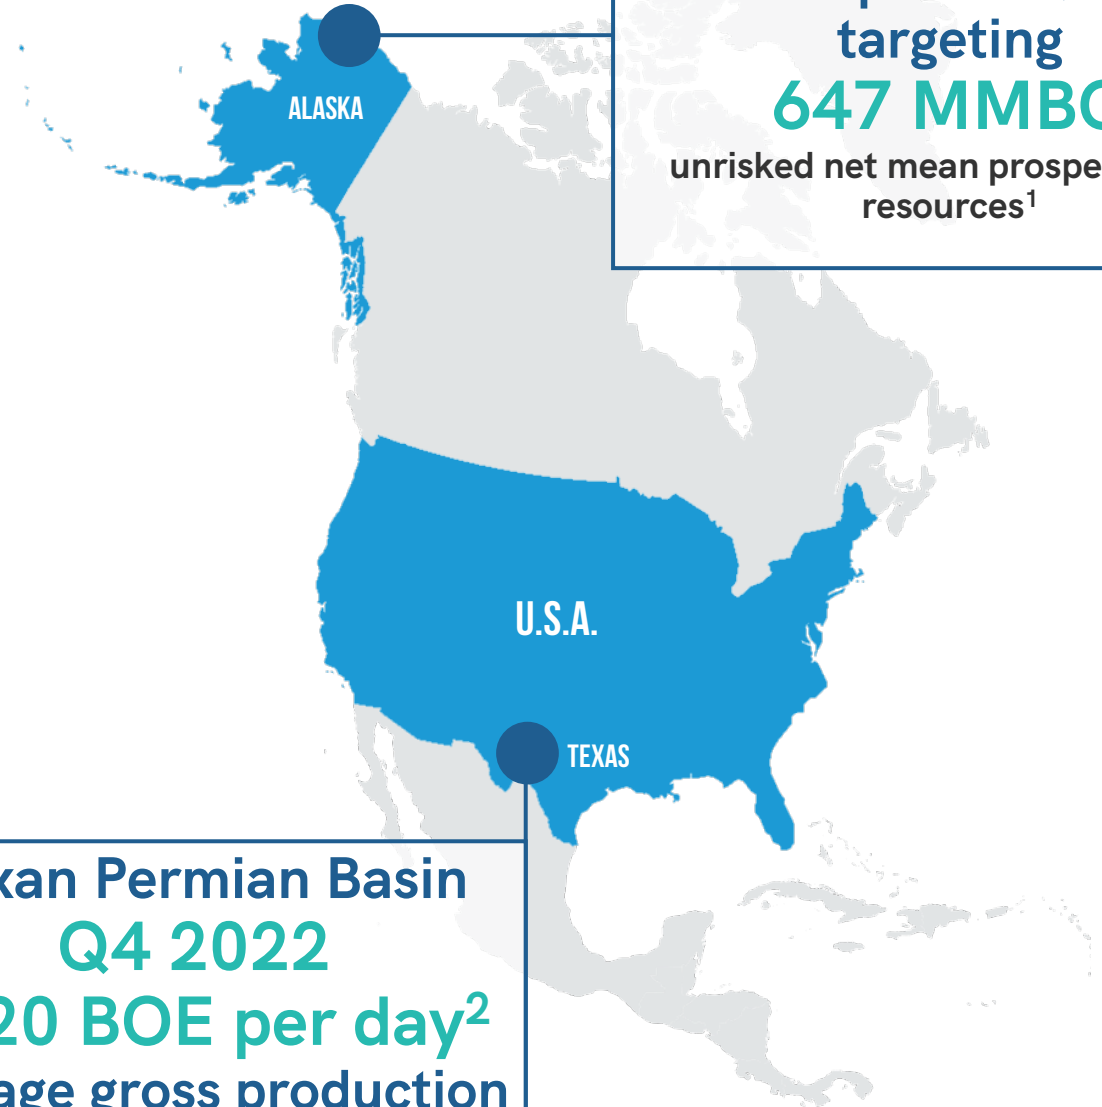 targeting
647 MMBO
unrisked net mean prospe
resources¹
ALASKA
U.S.A.
TEXAS
xan Permian Basin
Q4 2022
20 BOE per day²
age gross production